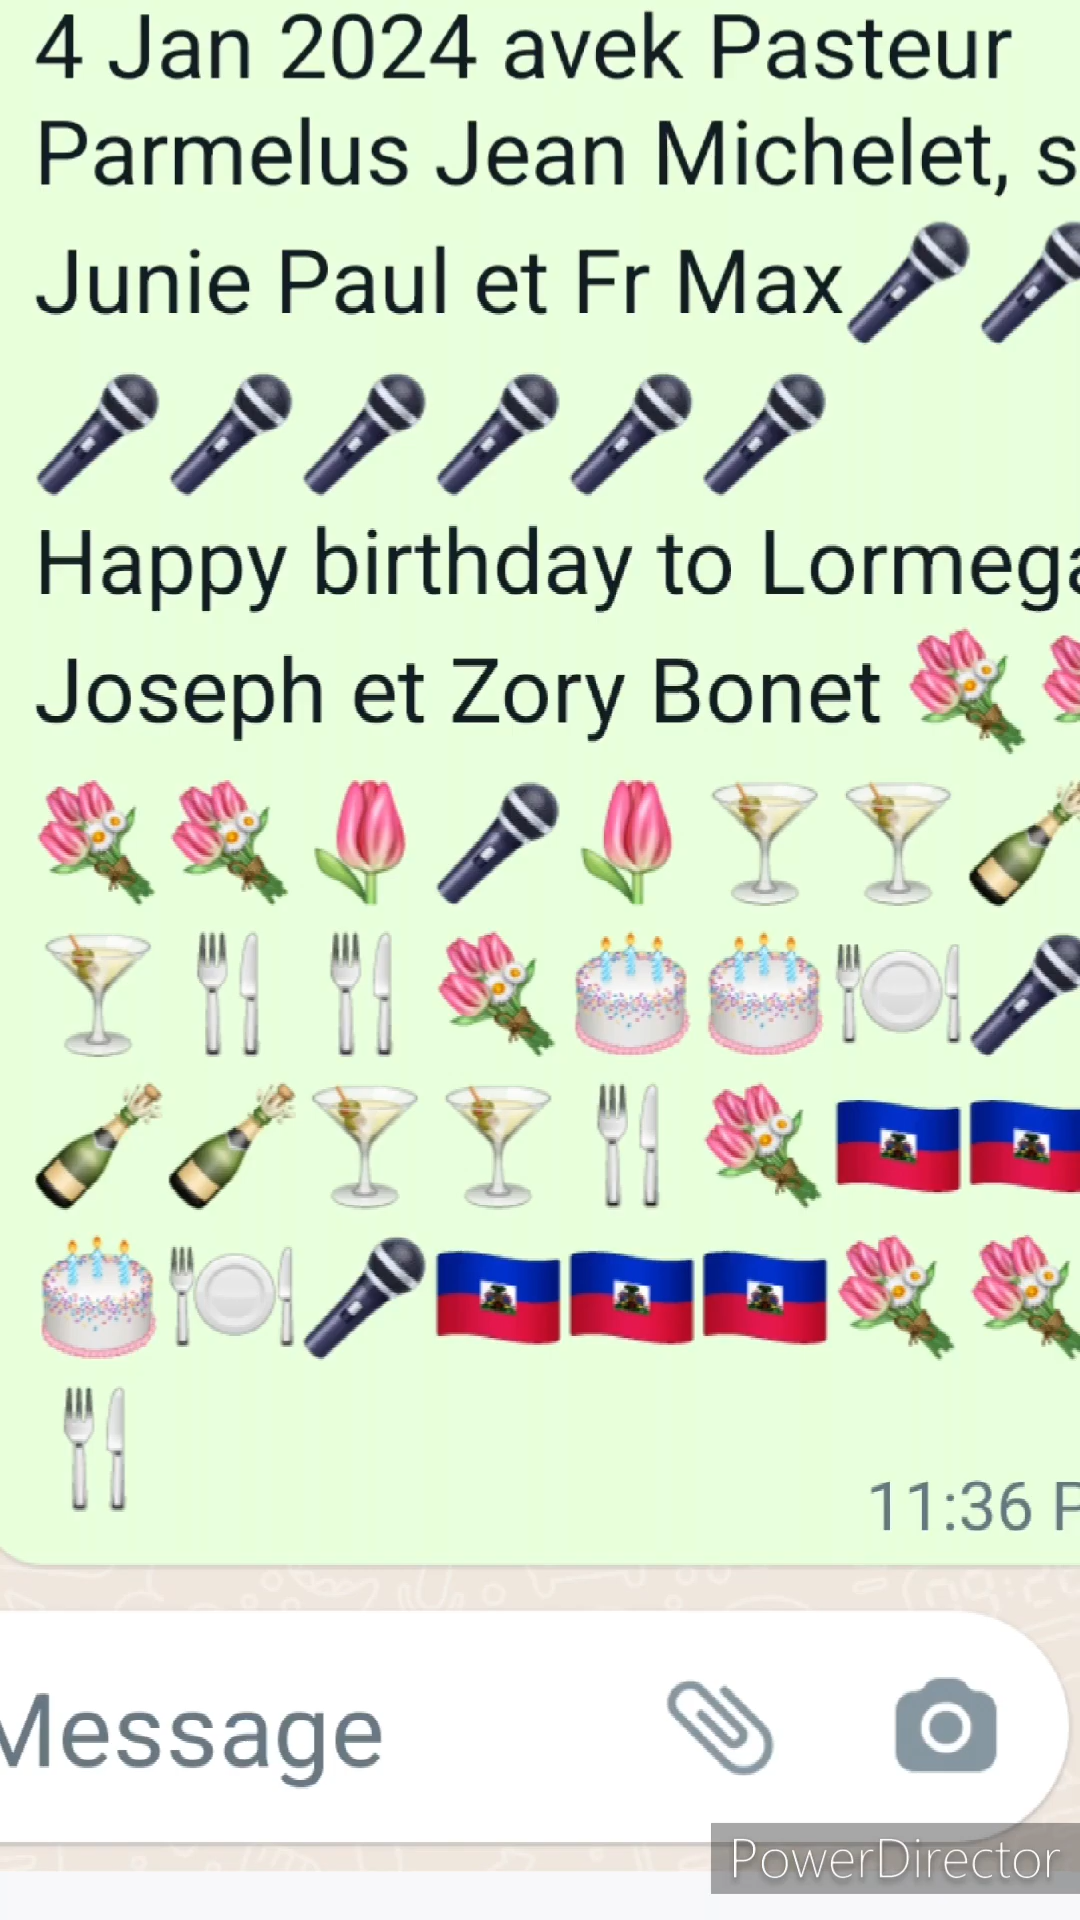 4 Jan 2024 avek Pasteur
Parmelus Jean Michelet, s
Junie Paul et Fr Max🎤🎤
🎤🎤🎤🎤🎤🎤
Happy birthday to Lormega
Joseph et Zory Bonet 💐💐
💐💐🌷🎤🌷🍸🍸🍾
🍸🍴🍴💐🎂🎂🍽🎤
🍾🍾🍸🍸🍴💐🇭🇹🇭🇹
🎂🍽🎤🇭🇹🇭🇹🇭🇹💐💐
🍴
11:36 P
Message
PowerDirector